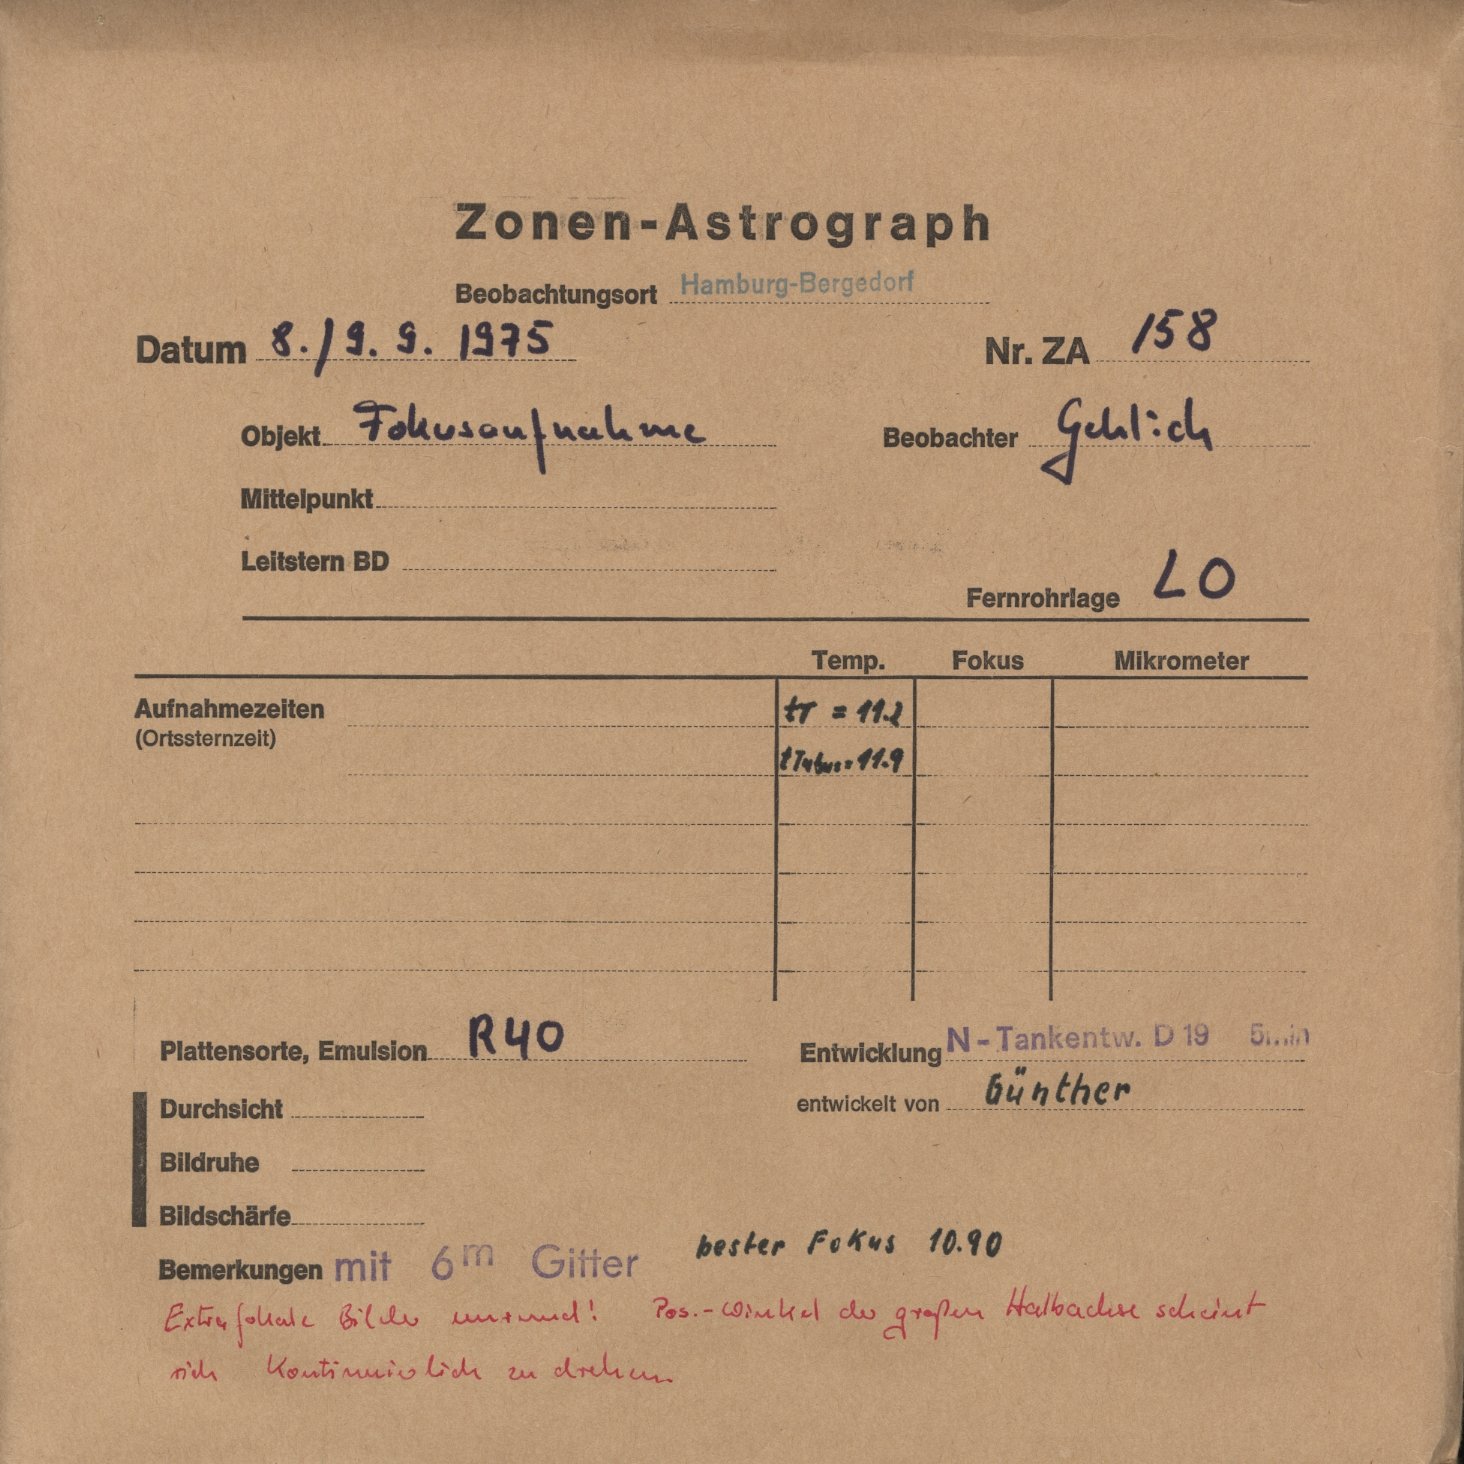 Zonen-Astrograph
Beobachtungsort Hamburg-Bergedorf
Datum 8./9.9.1975 Nr. ZA 158
Objekt Fokusaufnahme Beobachter Gehlich
Mittelpunkt
Leitstern BD
Fernrohrlage LO
Temp. Fokus Mikrometer
Aufnahmezeiten tr = 11.2
(Ortssternzeit)
tTubus = 11.9
Plattensorte, Emulsion R40 Entwicklung N-Tankentw. D 19 5min
Durchsicht entwickelt von Günther
Bildruhe
Bildschärfe
bester Fokus 10.90
Bemerkungen mit 6m Gitter
Extrafokale Bilder unrund! Pos.-Winkel der großen Halbachse scheint
sich kontinuierlich zu drehen.